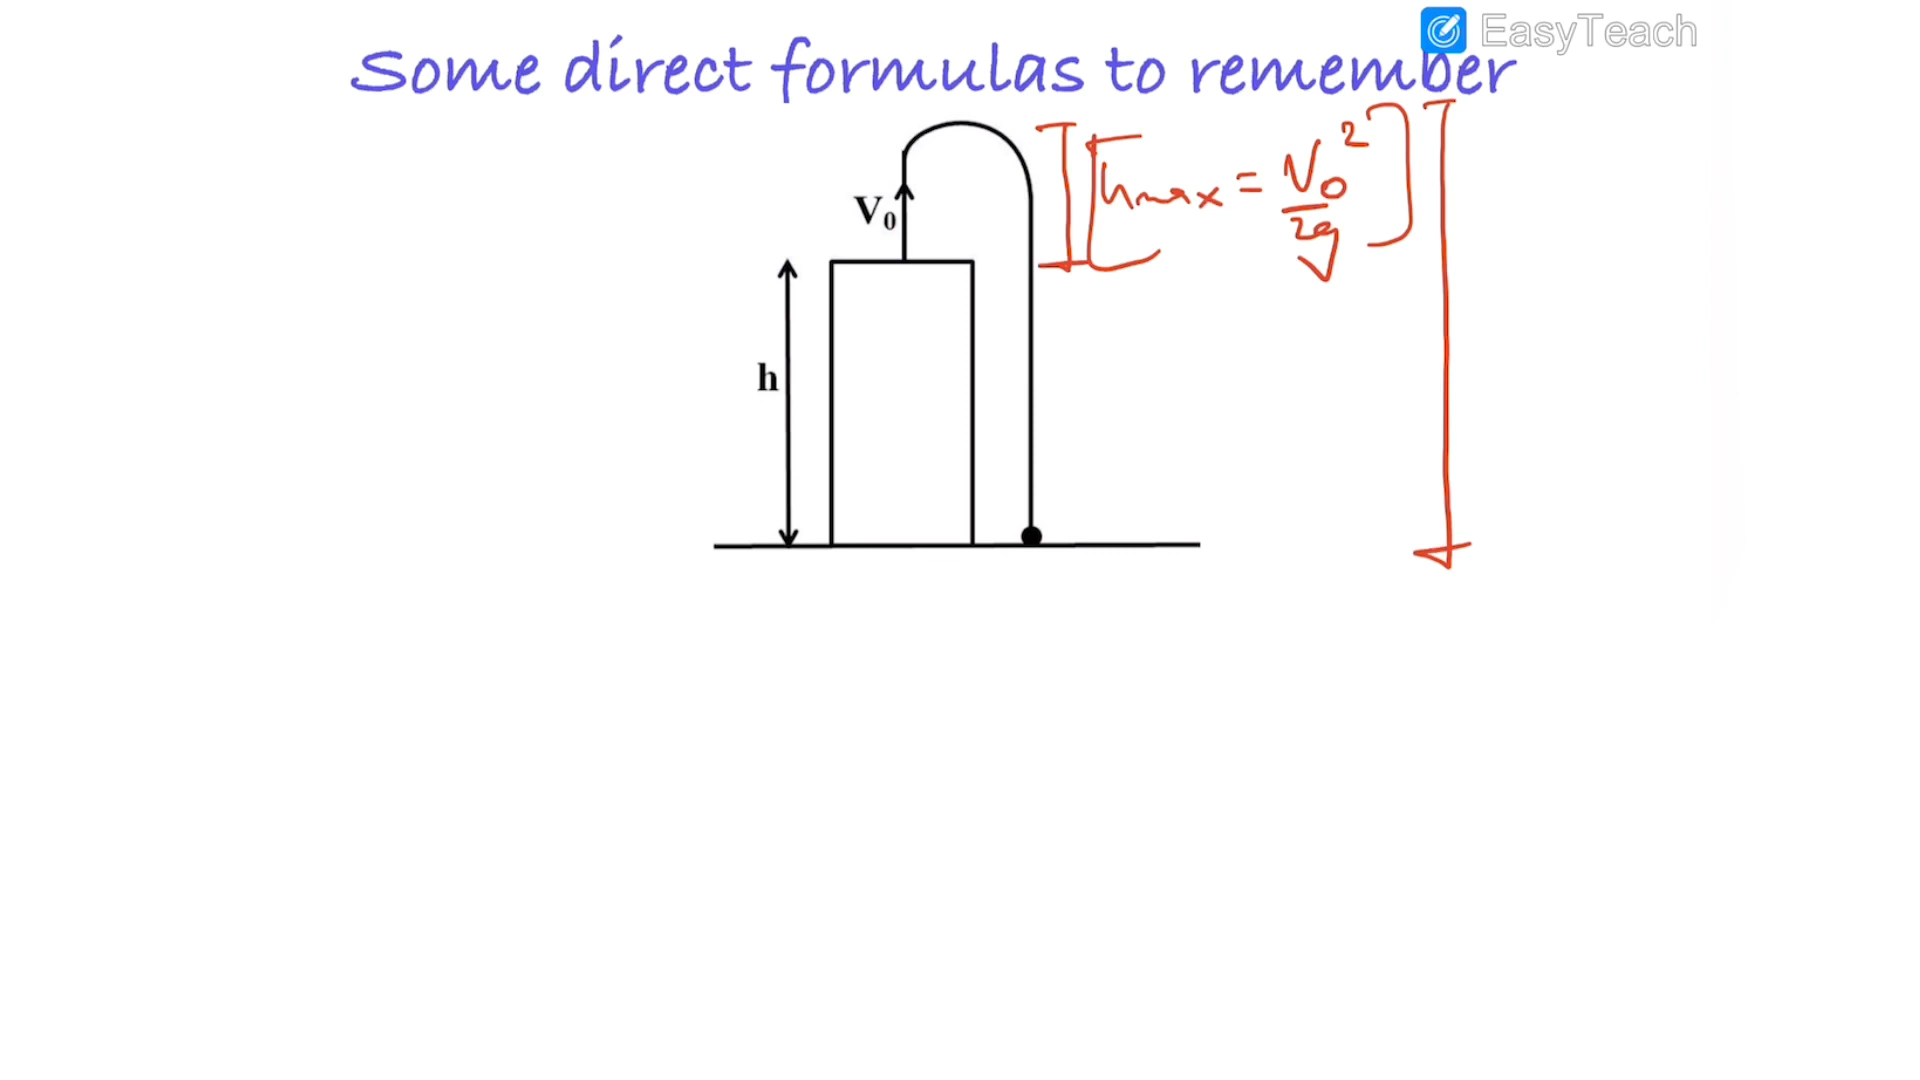 EasyTeach
Some direct formulas to remember
hmax = V₀²/2g
V₀
h